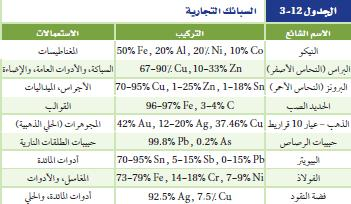 الجدول 12-3 السبائك التجارية
الاسم الشائع التركيب الاستعمالات
النيكو 50% Fe, 20% Al, 20% Ni, 10% Co المغناطيسات
البراس (النحاس الأصفر) 67-90% Cu, 10-33% Zn السباكة، والأدوات العامة، والإضاءة
البرونز (النحاس الأحمر) 70-95% Cu, 1-25% Zn, 1-18% Sn الأجراس، الميداليات
الحديد الصب 96-97% Fe, 3-4% C القوالب
الذهب - عيار 10 قراريط 42% Au, 12-20% Ag, 37.46% Cu المجوهرات (الحلي الذهبية)
حبيبات الرصاص 99.8% Pb, 0.2% As حبيبات الطلقات النارية
البيوتر 70-95% Sn, 5-15% Sb, 0-15% Pb أدوات المائدة
الفولاذ 73-79% Fe, 14-18% Cr, 7-9% Ni المغاسل، والأدوات
فضة النقود 92.5% Ag, 7.5% Cu أدوات المائدة، والحلي